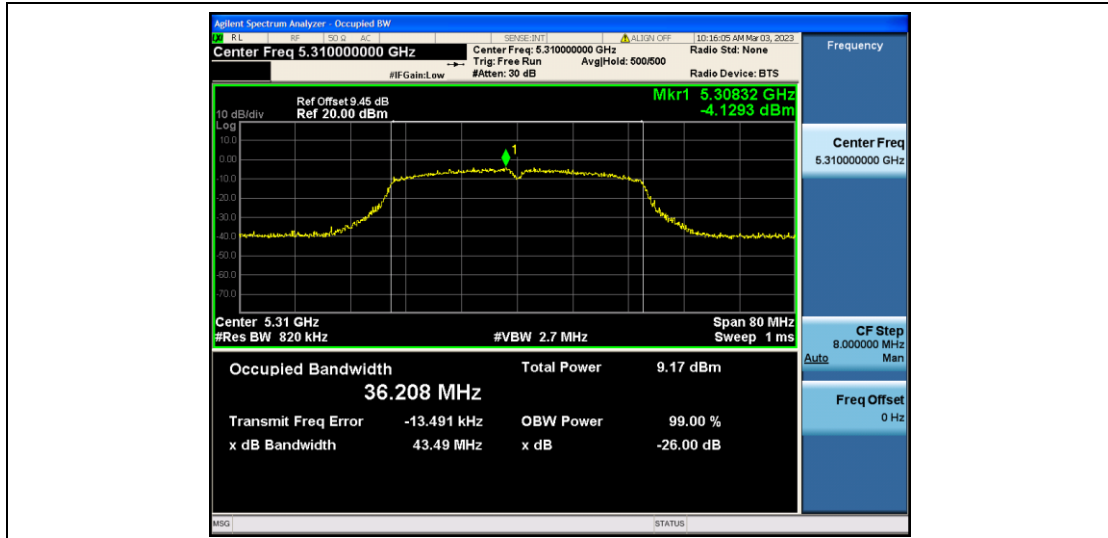 Agilent Spectrum Analyzer - Occupied BW
RL RF 50 Ω AC SENSE:INT ALIGN OFF 10:16:05 AM Mar 03, 2023
Center Freq 5.310000000 GHz Center Freq: 5.310000000 GHz Radio Std: None
Trig: Free Run Avg|Hold: 500/500
#IFGain:Low #Atten: 30 dB Radio Device: BTS
Ref Offset 9.45 dB Mkr1 5.30832 GHz
10 dB/div Ref 20.00 dBm -4.1293 dBm
Log
10.0
0.00
-10.0
-20.0
-30.0
-40.0
-50.0
-60.0
-70.0
1
Center 5.31 GHz Span 80 MHz
#Res BW 820 kHz #VBW 2.7 MHz Sweep 1 ms
Occupied Bandwidth Total Power 9.17 dBm
36.208 MHz
Transmit Freq Error -13.491 kHz OBW Power 99.00 %
x dB Bandwidth 43.49 MHz x dB -26.00 dB
MSG STATUS
Frequency
Center Freq
5.310000000 GHz
CF Step
8.000000 MHz
Auto Man
Freq Offset
0 Hz